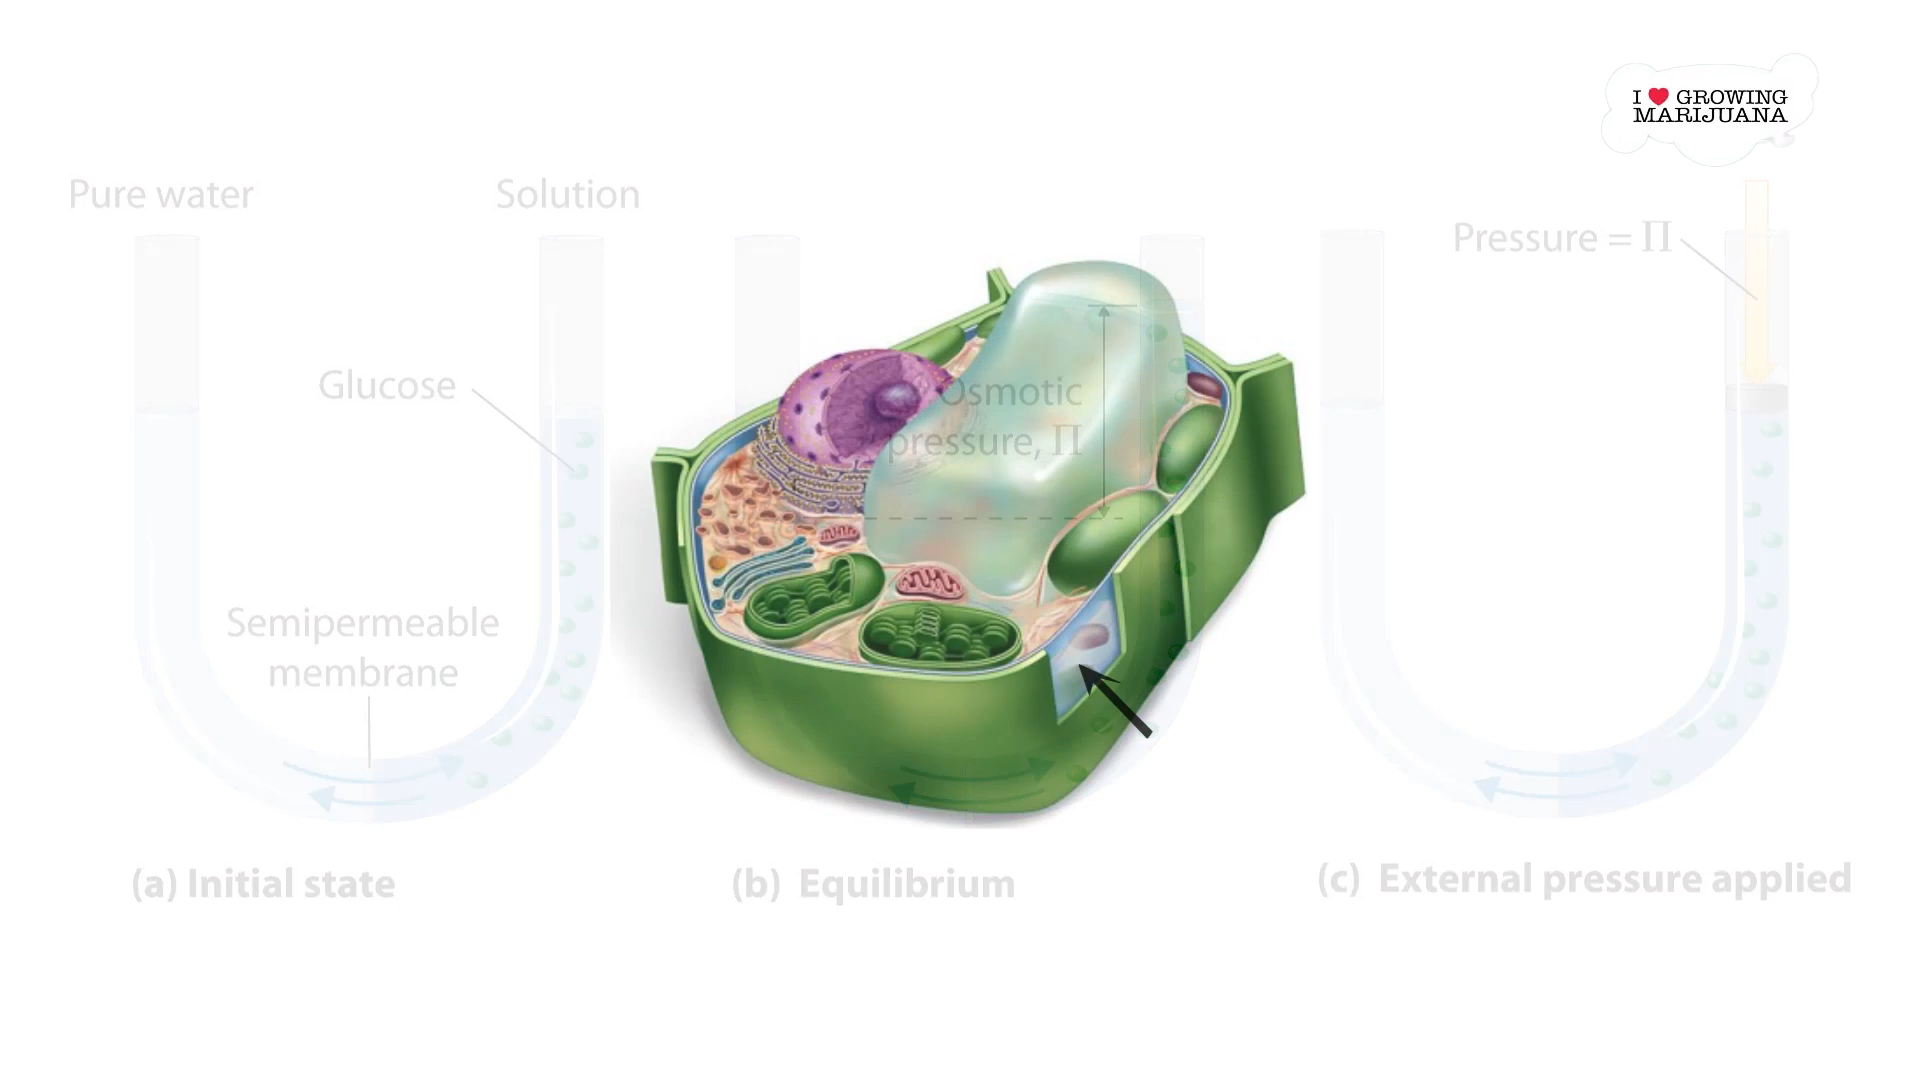 I ❤ GROWING
MARIJUANA
Pure water
Solution
Pressure = Π
Glucose
Osmotic
pressure, Π
Semipermeable
membrane
(a) Initial state
(b) Equilibrium
(c) External pressure applied